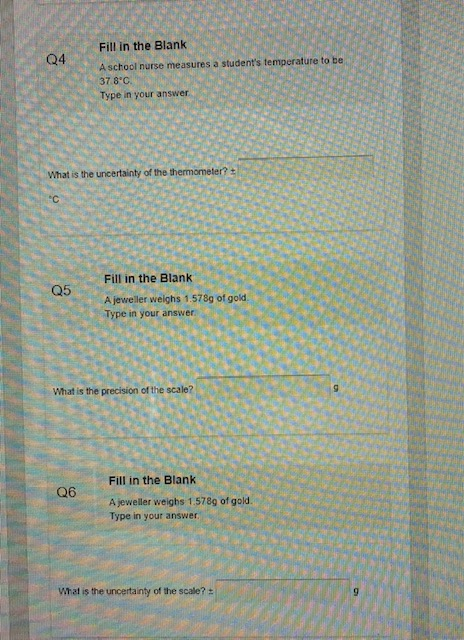 Q4
Fill in the Blank
A school nurse measures a student's temperature to be
37.8°C.
Type in your answer.
What is the uncertainty of the thermometer? ±
°C
Q5
Fill in the Blank
A jeweller weighs 1.578g of gold.
Type in your answer.
What is the precision of the scale?
g
Q6
Fill in the Blank
A jeweller weighs 1.578g of gold.
Type in your answer.
What is the uncertainty of the scale? ±
g